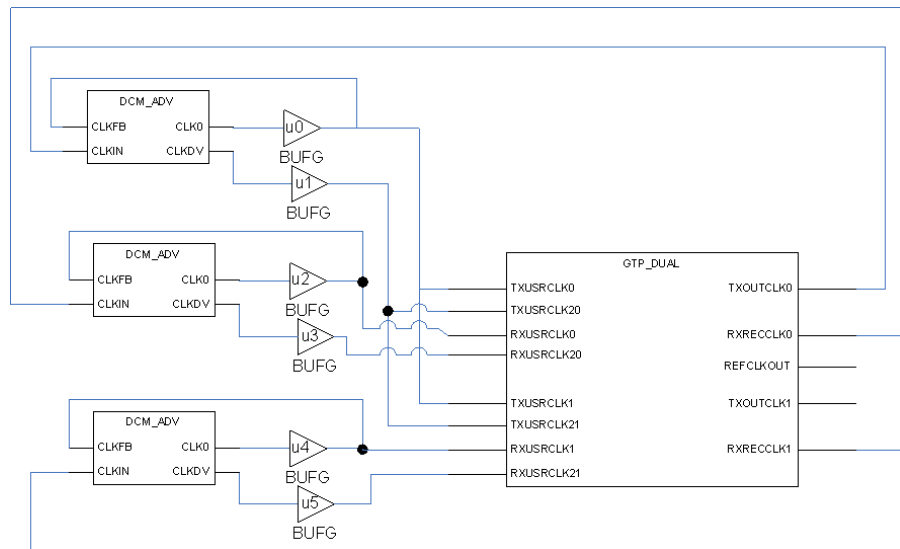 DCM_ADV
CLKFB CLK0
CLKIN CLKDV
u0
BUFG
u1
BUFG
DCM_ADV
CLKFB CLK0
CLKIN CLKDV
u2
BUFG
u3
BUFG
DCM_ADV
CLKFB CLK0
CLKIN CLKDV
u4
BUFG
u5
BUFG
GTP_DUAL
TXUSRCLK0 TXOUTCLK0
TXUSRCLK20
RXUSRCLK0 RXRECCLK0
RXUSRCLK20
REFCLKOUT
TXUSRCLK1 TXOUTCLK1
TXUSRCLK21
RXUSRCLK1 RXRECCLK1
RXUSRCLK21